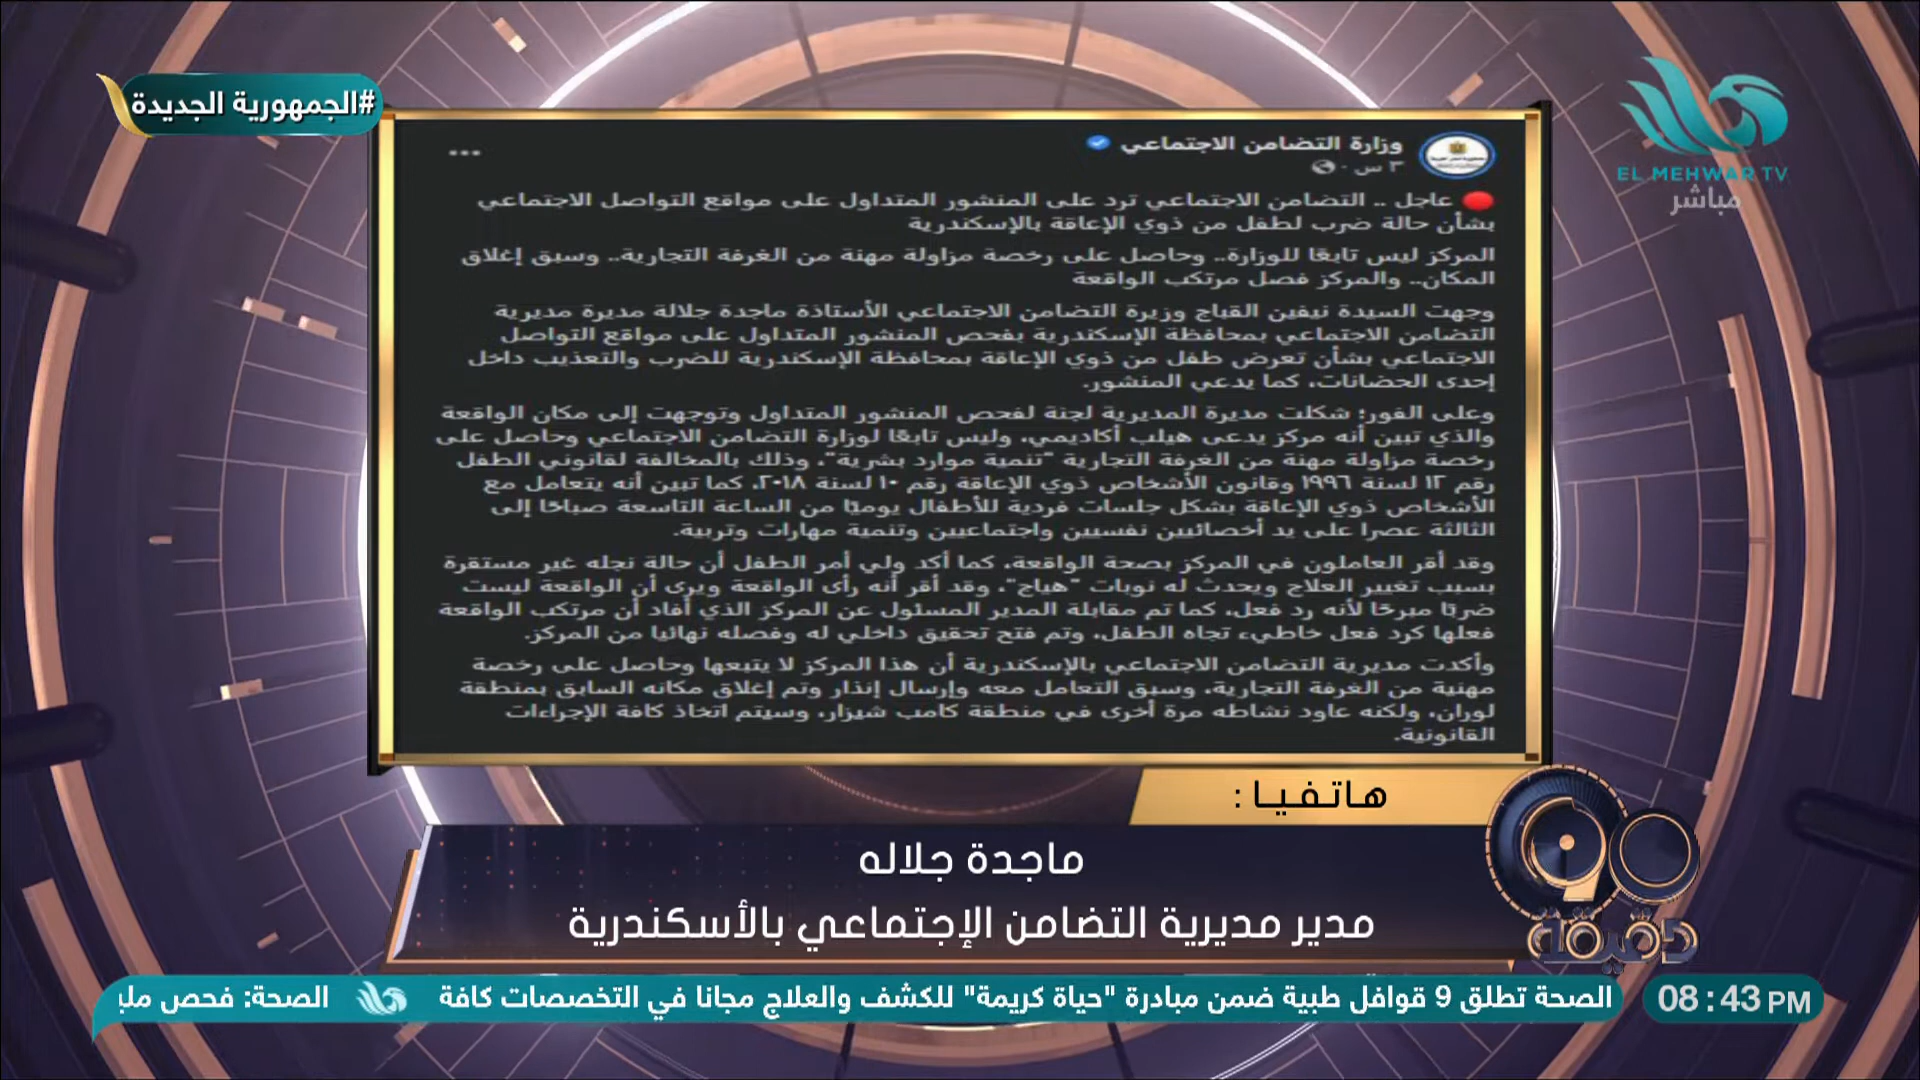 #الجمهورية الجديدة
EL MEHWAR TV
مباشر
وزارة التضامن الاجتماعي
٣ س ·
عاجل .. التضامن الاجتماعي ترد على المنشور المتداول على مواقع التواصل الاجتماعي
بشأن حالة ضرب لطفل من ذوي الإعاقة بالإسكندرية
المركز ليس تابعًا للوزارة.. وحاصل على رخصة مزاولة مهنة من الغرفة التجارية.. وسبق إغلاق
المكان.. والمركز فصل مرتكب الواقعة
وجهت السيدة نيفين القباج وزيرة التضامن الاجتماعي الأستاذة ماجدة جلالة مديرة مديرية
التضامن الاجتماعي بمحافظة الإسكندرية بفحص المنشور المتداول على مواقع التواصل
الاجتماعي بشأن تعرض طفل من ذوي الإعاقة بمحافظة الإسكندرية للضرب والتعذيب داخل
إحدى الحضانات، كما يدعي المنشور.
وعلى الفور؛ شكلت مديرة المديرية لجنة لفحص المنشور المتداول وتوجهت إلى مكان الواقعة
والذي تبين أنه مركز يدعى هيلب أكاديمي، وليس تابعًا لوزارة التضامن الاجتماعي وحاصل على
رخصة مزاولة مهنة من الغرفة التجارية "تنمية موارد بشرية"، وذلك بالمخالفة لقانوني الطفل
رقم ١٢ لسنة ١٩٩٦ وقانون الأشخاص ذوي الإعاقة رقم ١٠ لسنة ٢٠١٨، كما تبين أنه يتعامل مع
الأشخاص ذوي الإعاقة بشكل جلسات فردية للأطفال يوميًا من الساعة التاسعة صباحًا إلى
الثالثة عصرا على يد أخصائيين نفسيين واجتماعيين وتنمية مهارات وتربية.
وقد أقر العاملون في المركز بصحة الواقعة، كما أكد ولي أمر الطفل أن حالة نجله غير مستقرة
بسبب تغيير العلاج ويحدث له نوبات "هياج"، وقد أقر أنه رأى الواقعة ويرى أن الواقعة ليست
ضربًا مبرحًا لأنه رد فعل، كما تم مقابلة المدير المسئول عن المركز الذي أفاد أن مرتكب الواقعة
فعلها كرد فعل خاطيء تجاه الطفل، وتم فتح تحقيق داخلي له وفصله نهائيا من المركز.
وأكدت مديرية التضامن الاجتماعي بالإسكندرية أن هذا المركز لا يتبعها وحاصل على رخصة
مهنية من الغرفة التجارية، وسبق التعامل معه وإرسال إنذار وتم إغلاق مكانه السابق بمنطقة
لوران، ولكنه عاود نشاطه مرة أخرى في منطقة كامب شيزار، وسيتم اتخاذ كافة الإجراءات
القانونية.
هاتفيا :
ماجدة جلاله
مدير مديرية التضامن الإجتماعي بالأسكندرية
90
دقيقة
الصحة تطلق 9 قوافل طبية ضمن مبادرة "حياة كريمة" للكشف والعلاج مجانا في التخصصات كافة
الصحة: فحص
08:43 PM